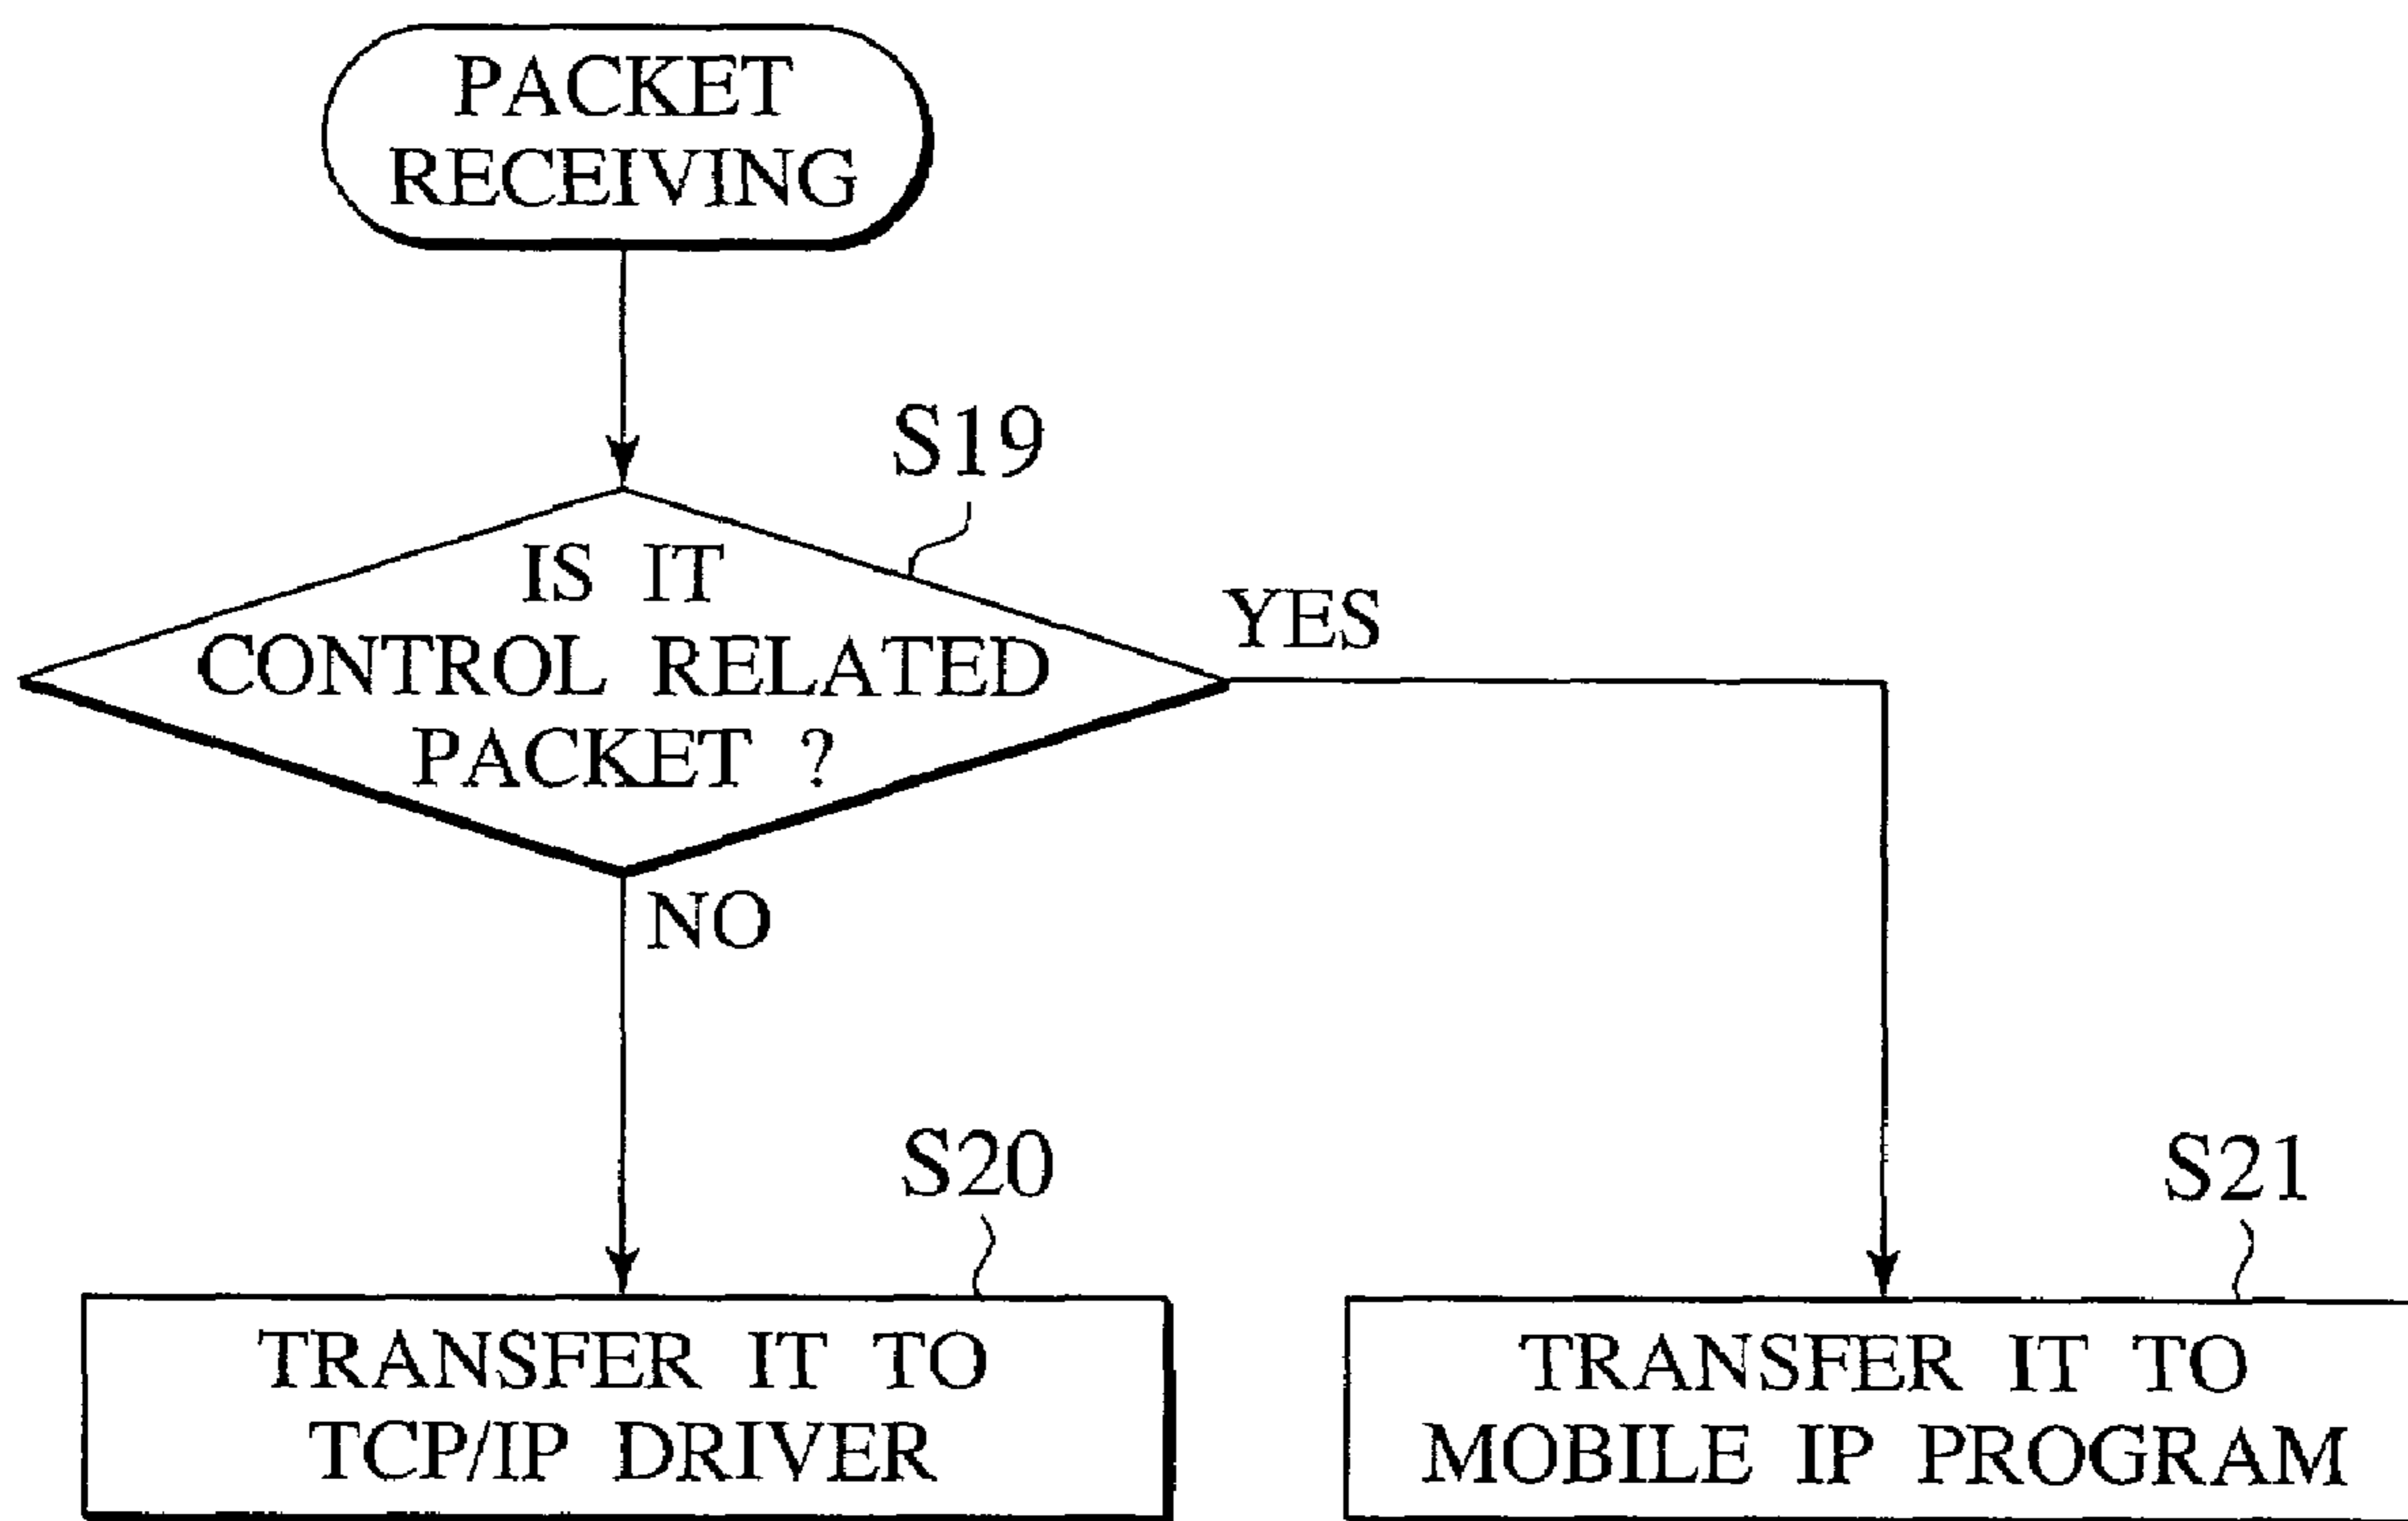 PACKET
RECEIVING
S19
IS IT
CONTROL RELATED
PACKET ?
YES
NO
S20
TRANSFER IT TO
TCP/IP DRIVER
S21
TRANSFER IT TO
MOBILE IP PROGRAM